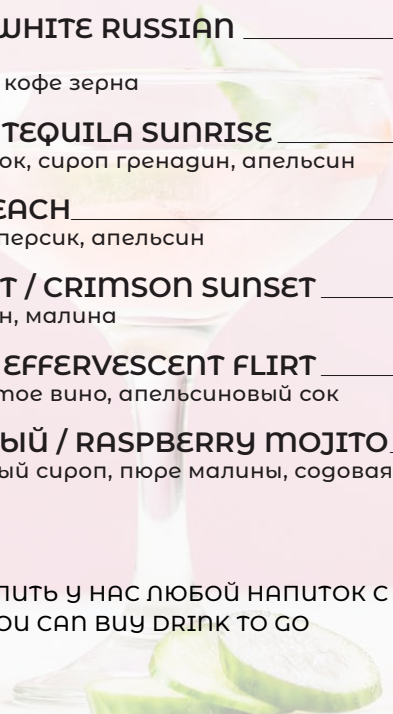 WHITE RUSSIAN
кофе зерна
TEQUILA SUNRISE
ок, сироп гренадин, апельсин
EACH
персик, апельсин
T / CRIMSON SUNSET
н, малина
EFFERVESCENT FLIRT
тое вино, апельсиновый сок
ЫЙ / RASPBERRY MOJITO
ый сироп, пюре малины, содовая
ПИТЬ У НАС ЛЮБОЙ НАПИТОК С
OU CAN BUY DRINK TO GO